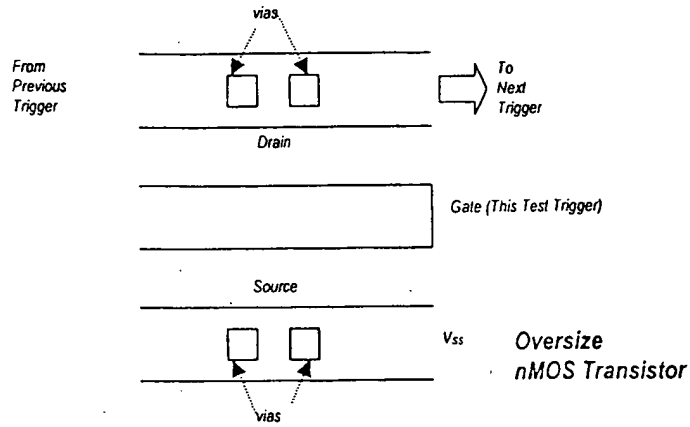 vias
From
Previous
Trigger
To
Next
Trigger
Drain
Gate (This Test Trigger)
Source
Vss
Oversize
nMOS Transistor
vias